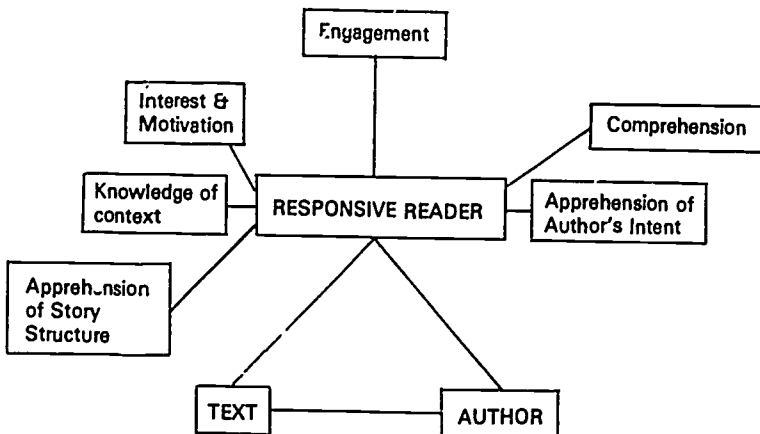 Engagement
Interest &
Motivation
Comprehension
Knowledge of
context
RESPONSIVE READER
Apprehension of
Author's Intent
Apprehension
of Story
Structure
TEXT
AUTHOR